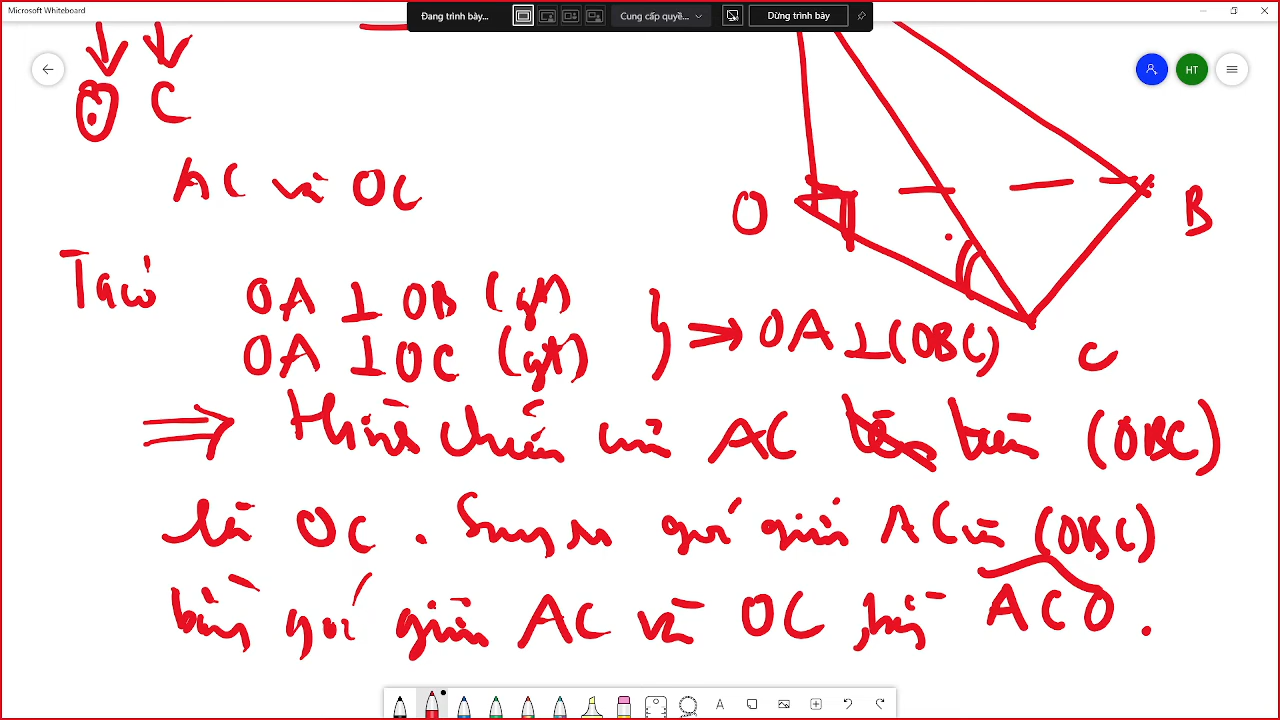 Microsoft Whiteboard
Đang trình bày...
Cung cấp quyề...
Dừng trình bày
HT
O C
AC và OC
O
B
C
Ta có
OA ⊥ OB (gt)
OA ⊥ OC (gt)
} ⇒ OA ⊥ (OBC)
⇒ Hình chiếu của AC trên (OBC)
là OC. Suy ra góc giữa AC và (OBC)
bằng góc giữa AC và OC, bằng ACO.
A